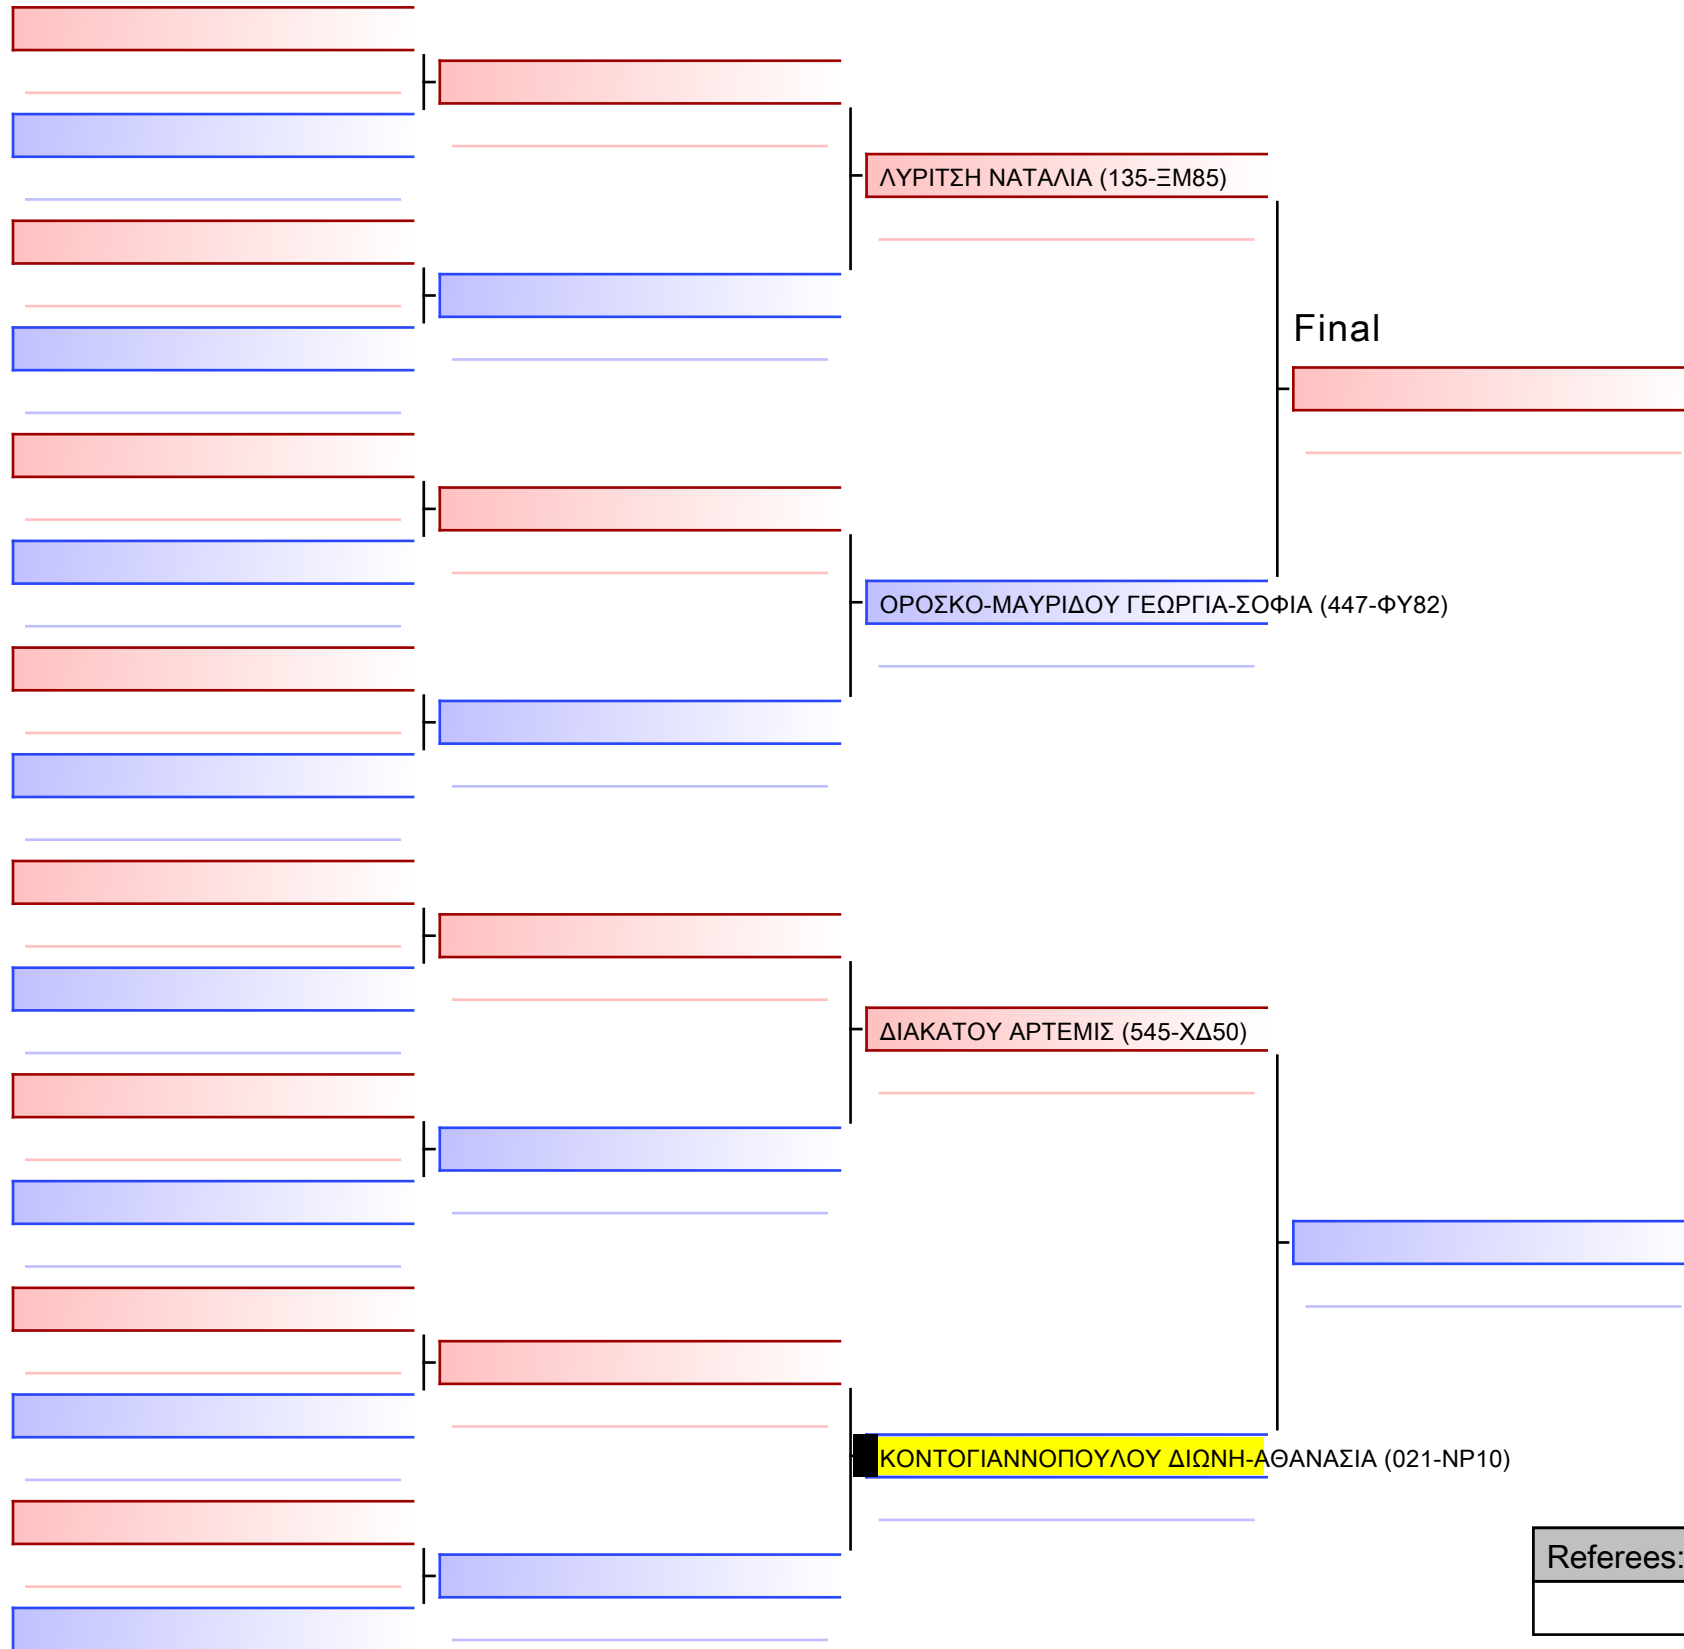 ΛΥΡΙΤΣΗ ΝΑΤΑΛΙΑ (135-ΞΜ85)
Final
ΟΡΟΣΚΟ-ΜΑΥΡΙΔΟΥ ΓΕΩΡΓΙΑ-ΣΟΦΙΑ (447-ΦΥ82)
ΔΙΑΚΑΤΟΥ ΑΡΤΕΜΙΣ (545-ΧΔ50)
ΚΟΝΤΟΓΙΑΝΝΟΠΟΥΛΟΥ ΔΙΩΝΗ-ΑΘΑΝΑΣΙΑ (021-ΝΡ10)
Referees: